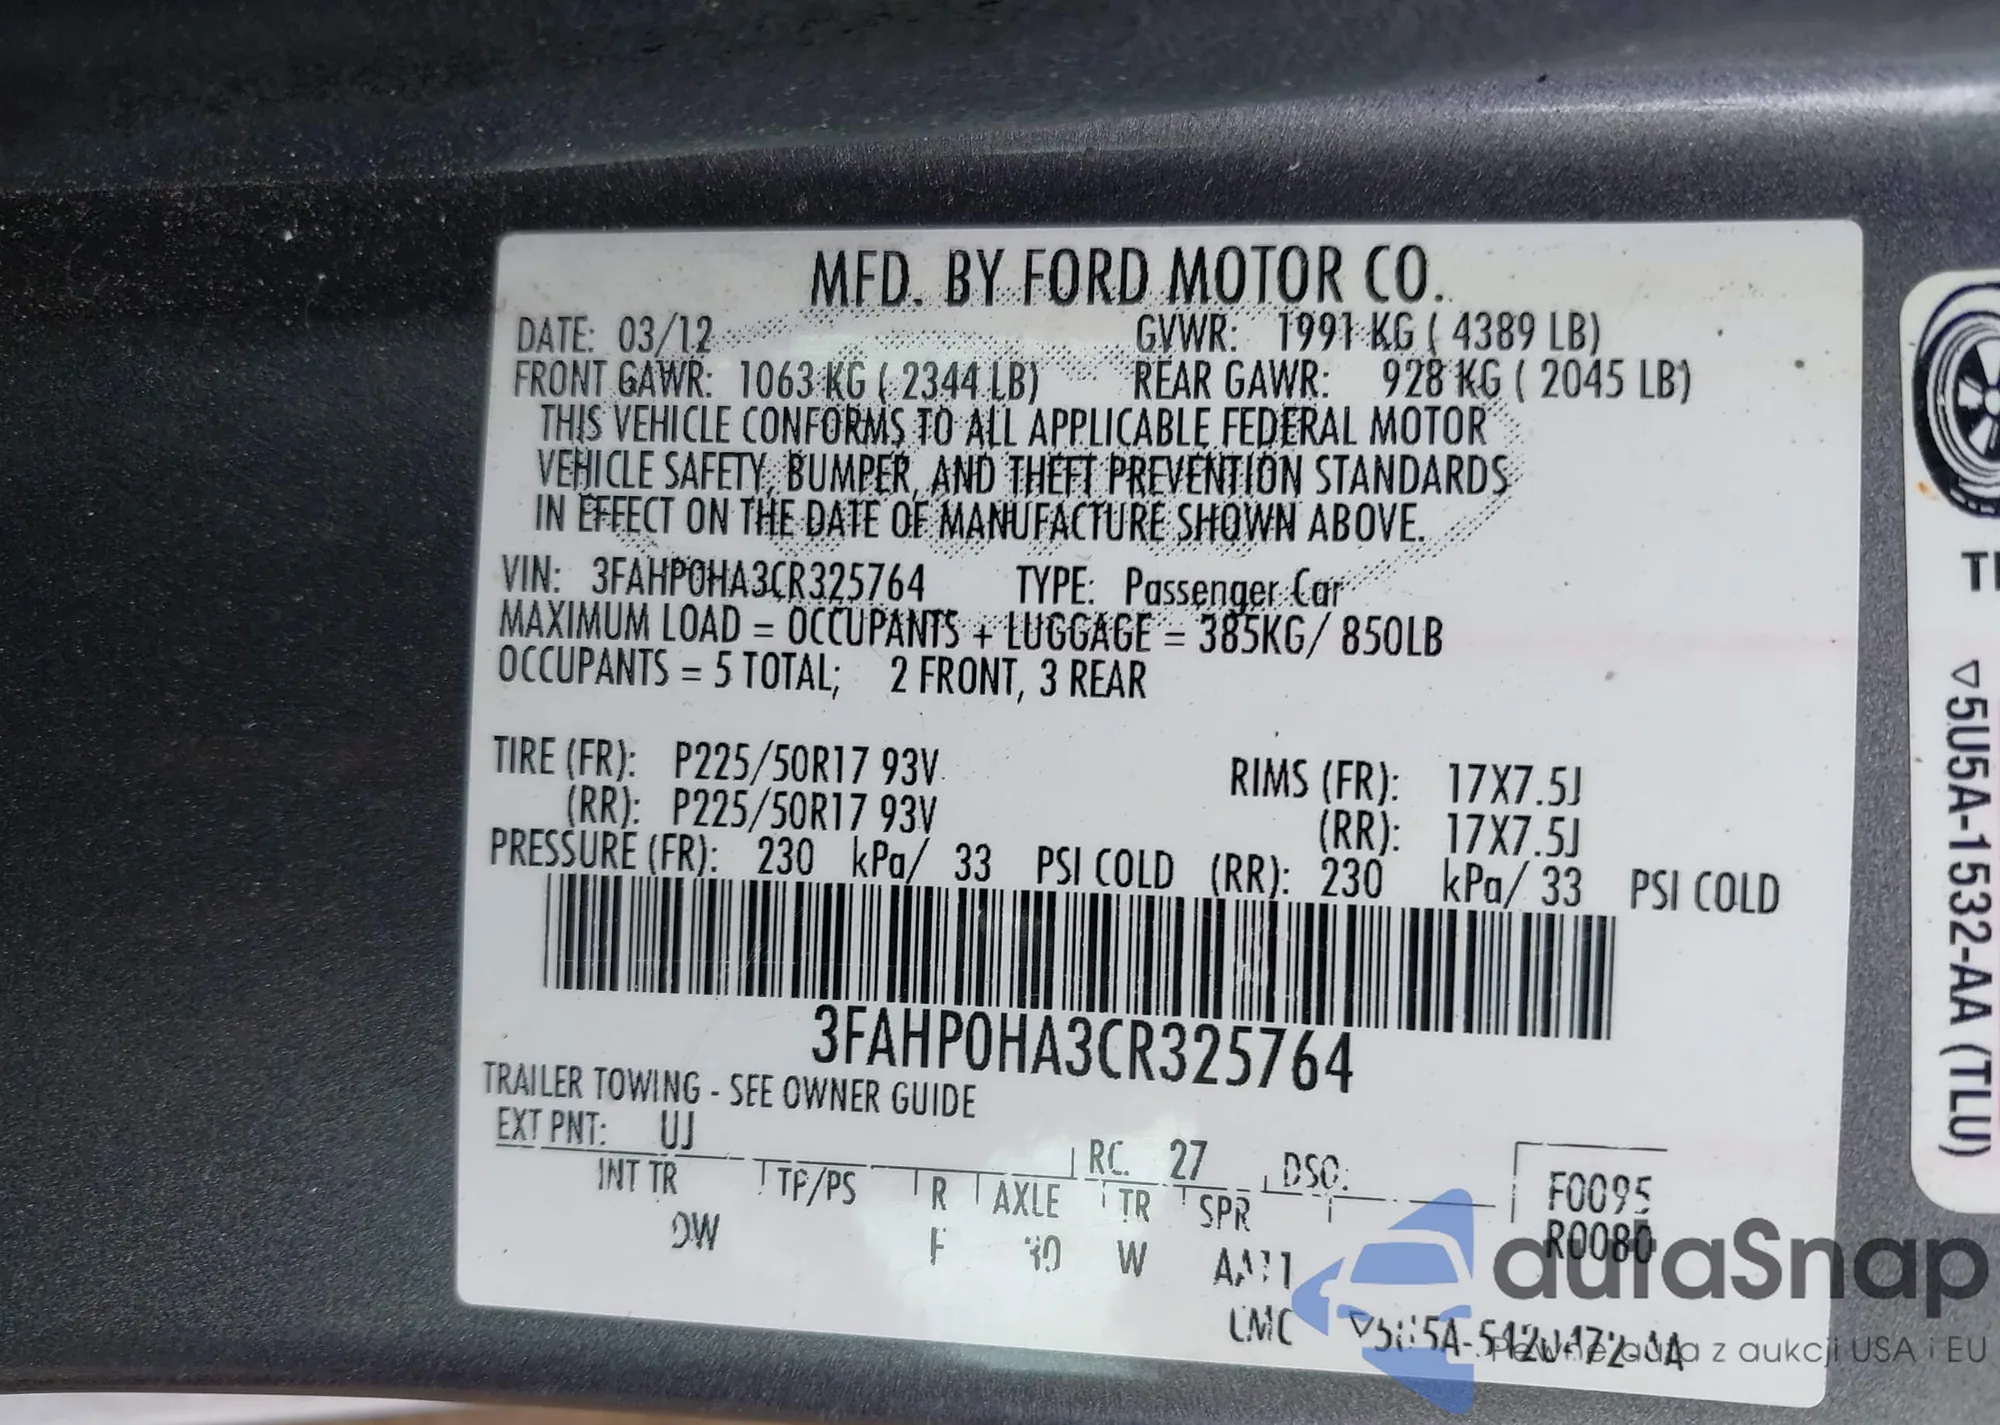 MFD. BY FORD MOTOR CO.
DATE: 03/12 GVWR: 1991 KG ( 4389 LB)
FRONT GAWR: 1063 KG ( 2344 LB) REAR GAWR: 928 KG ( 2045 LB)
THIS VEHICLE CONFORMS TO ALL APPLICABLE FEDERAL MOTOR
VEHICLE SAFETY, BUMPER, AND THEFT PREVENTION STANDARDS
IN EFFECT ON THE DATE OF MANUFACTURE SHOWN ABOVE.
VIN: 3FAHP0HA3CR325764 TYPE: Passenger Car
MAXIMUM LOAD = OCCUPANTS + LUGGAGE = 385KG/ 850LB
OCCUPANTS = 5 TOTAL; 2 FRONT, 3 REAR
TIRE (FR): P225/50R17 93V RIMS (FR): 17X7.5J
(RR): P225/50R17 93V (RR): 17X7.5J
PRESSURE (FR): 230 kPa/ 33 PSI COLD (RR): 230 kPa/ 33 PSI COLD
3FAHP0HA3CR325764
TRAILER TOWING - SEE OWNER GUIDE
EXT PNT: UJ RC: 27 DSO:
INT TR TP/PS R AXLE TR SPR
F0095
R0080
W
5U5A-1532-AA (TLU)
autaSnap
Pewne auta z aukcji USA i EU